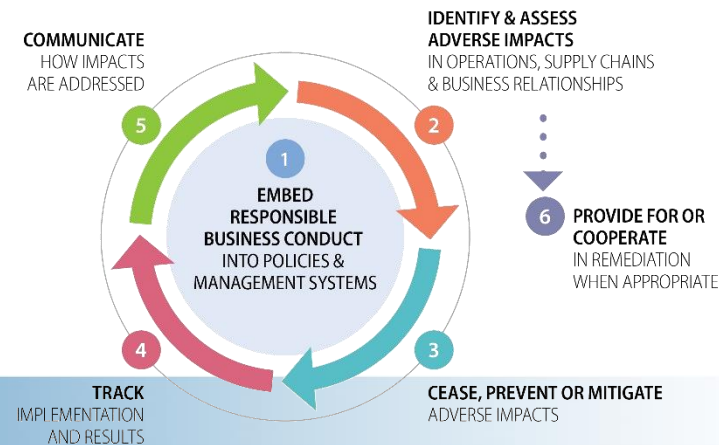 COMMUNICATE
HOW IMPACTS
ARE ADDRESSED
5
IDENTIFY & ASSESS
ADVERSE IMPACTS
IN OPERATIONS, SUPPLY CHAINS
& BUSINESS RELATIONSHIPS
2
1
EMBED
RESPONSIBLE
BUSINESS CONDUCT
INTO POLICIES &
MANAGEMENT SYSTEMS
6
PROVIDE FOR OR
COOPERATE
IN REMEDIATION
WHEN APPROPRIATE
4
TRACK
IMPLEMENTATION
AND RESULTS
3
CEASE, PREVENT OR MITIGATE
ADVERSE IMPACTS